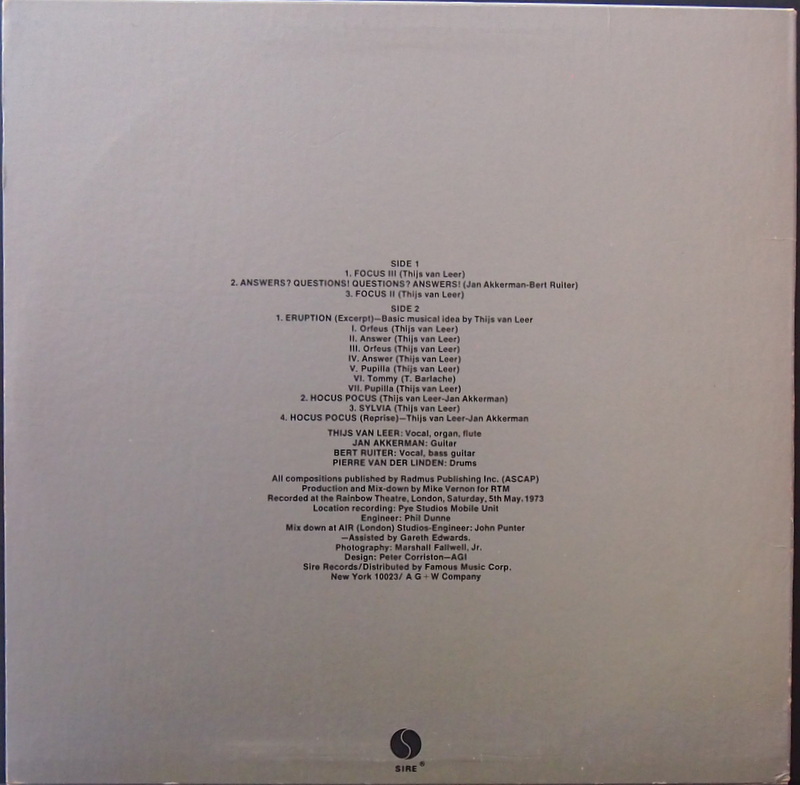 SIDE 1
1. FOCUS III (Thijs van Leer)
2. ANSWERS? QUESTIONS! QUESTIONS? ANSWERS! (Jan Akkerman-Bert Ruiter)
3. FOCUS II (Thijs van Leer)
SIDE 2
1. ERUPTION (Excerpt)—Basic musical idea by Thijs van Leer
I. Orfeus (Thijs van Leer)
II. Answer (Thijs van Leer)
III. Orfeus (Thijs van Leer)
IV. Answer (Thijs van Leer)
V. Pupilla (Thijs van Leer)
VI. Tommy (T. Barlache)
VII. Pupilla (Thijs van Leer)
2. HOCUS POCUS (Thijs van Leer-Jan Akkerman)
3. SYLVIA (Thijs van Leer)
4. HOCUS POCUS (Reprise)—Thijs van Leer-Jan Akkerman
THIJS VAN LEER: Vocal, organ, flute
JAN AKKERMAN: Guitar
BERT RUITER: Vocal, bass guitar
PIERRE VAN DER LINDEN: Drums
All compositions published by Radmus Publishing Inc. (ASCAP)
Production and Mix-down by Mike Vernon for RTM
Recorded at the Rainbow Theatre, London, Saturday, 5th May. 1973
Location recording: Pye Studios Mobile Unit
Engineer: Phil Dunne
Mix down at AIR (London) Studios-Engineer: John Punter
—Assisted by Gareth Edwards.
Photography: Marshall Fallwell, Jr.
Design: Peter Corriston—AGI
Sire Records/Distributed by Famous Music Corp.
New York 10023/ A G+W Company
SIRE®